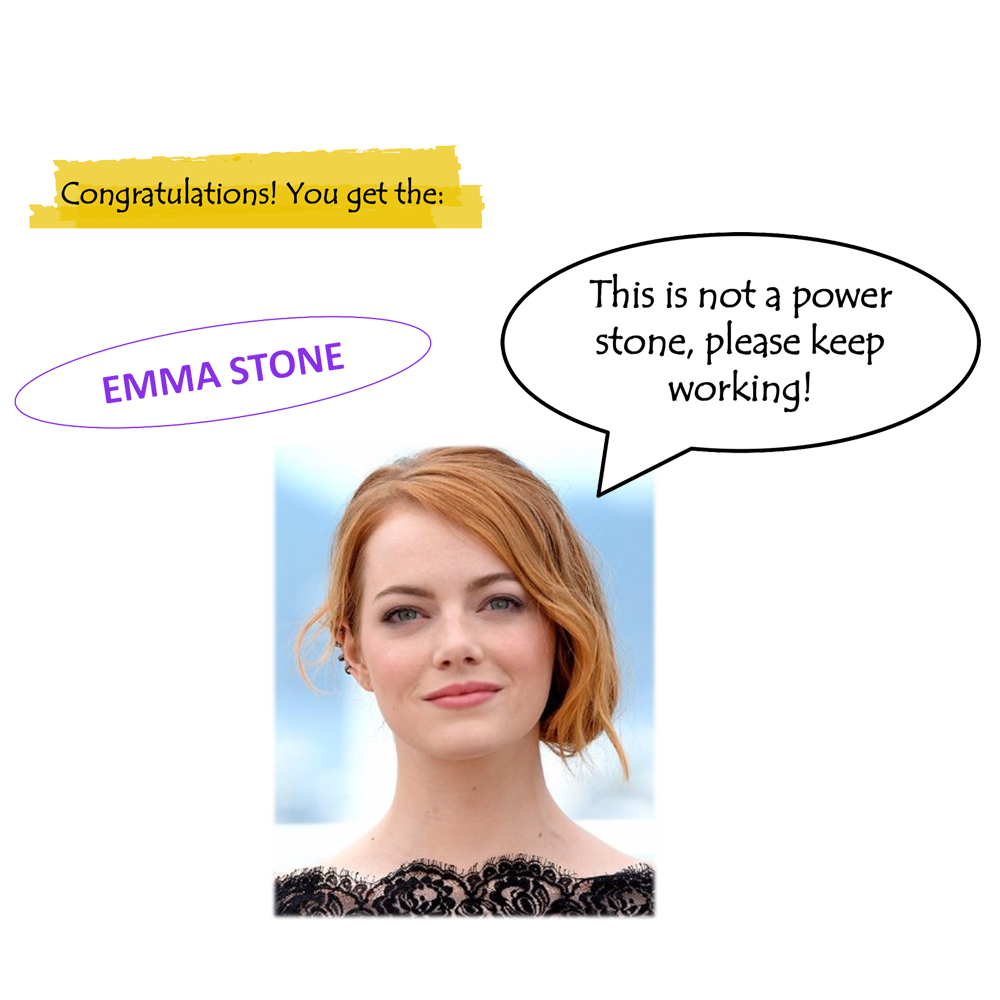 Congratulations! You get the:
This is not a power
stone, please keep
working!
EMMA STONE